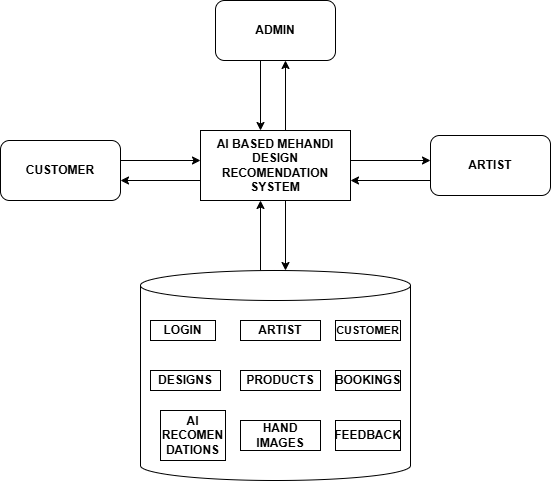 ADMIN
AI BASED MEHANDI
DESIGN
RECOMENDATION
SYSTEM
CUSTOMER
ARTIST
LOGIN
ARTIST
CUSTOMER
DESIGNS
PRODUCTS
BOOKINGS
AI
RECOMEN
DATIONS
HAND
IMAGES
FEEDBACK